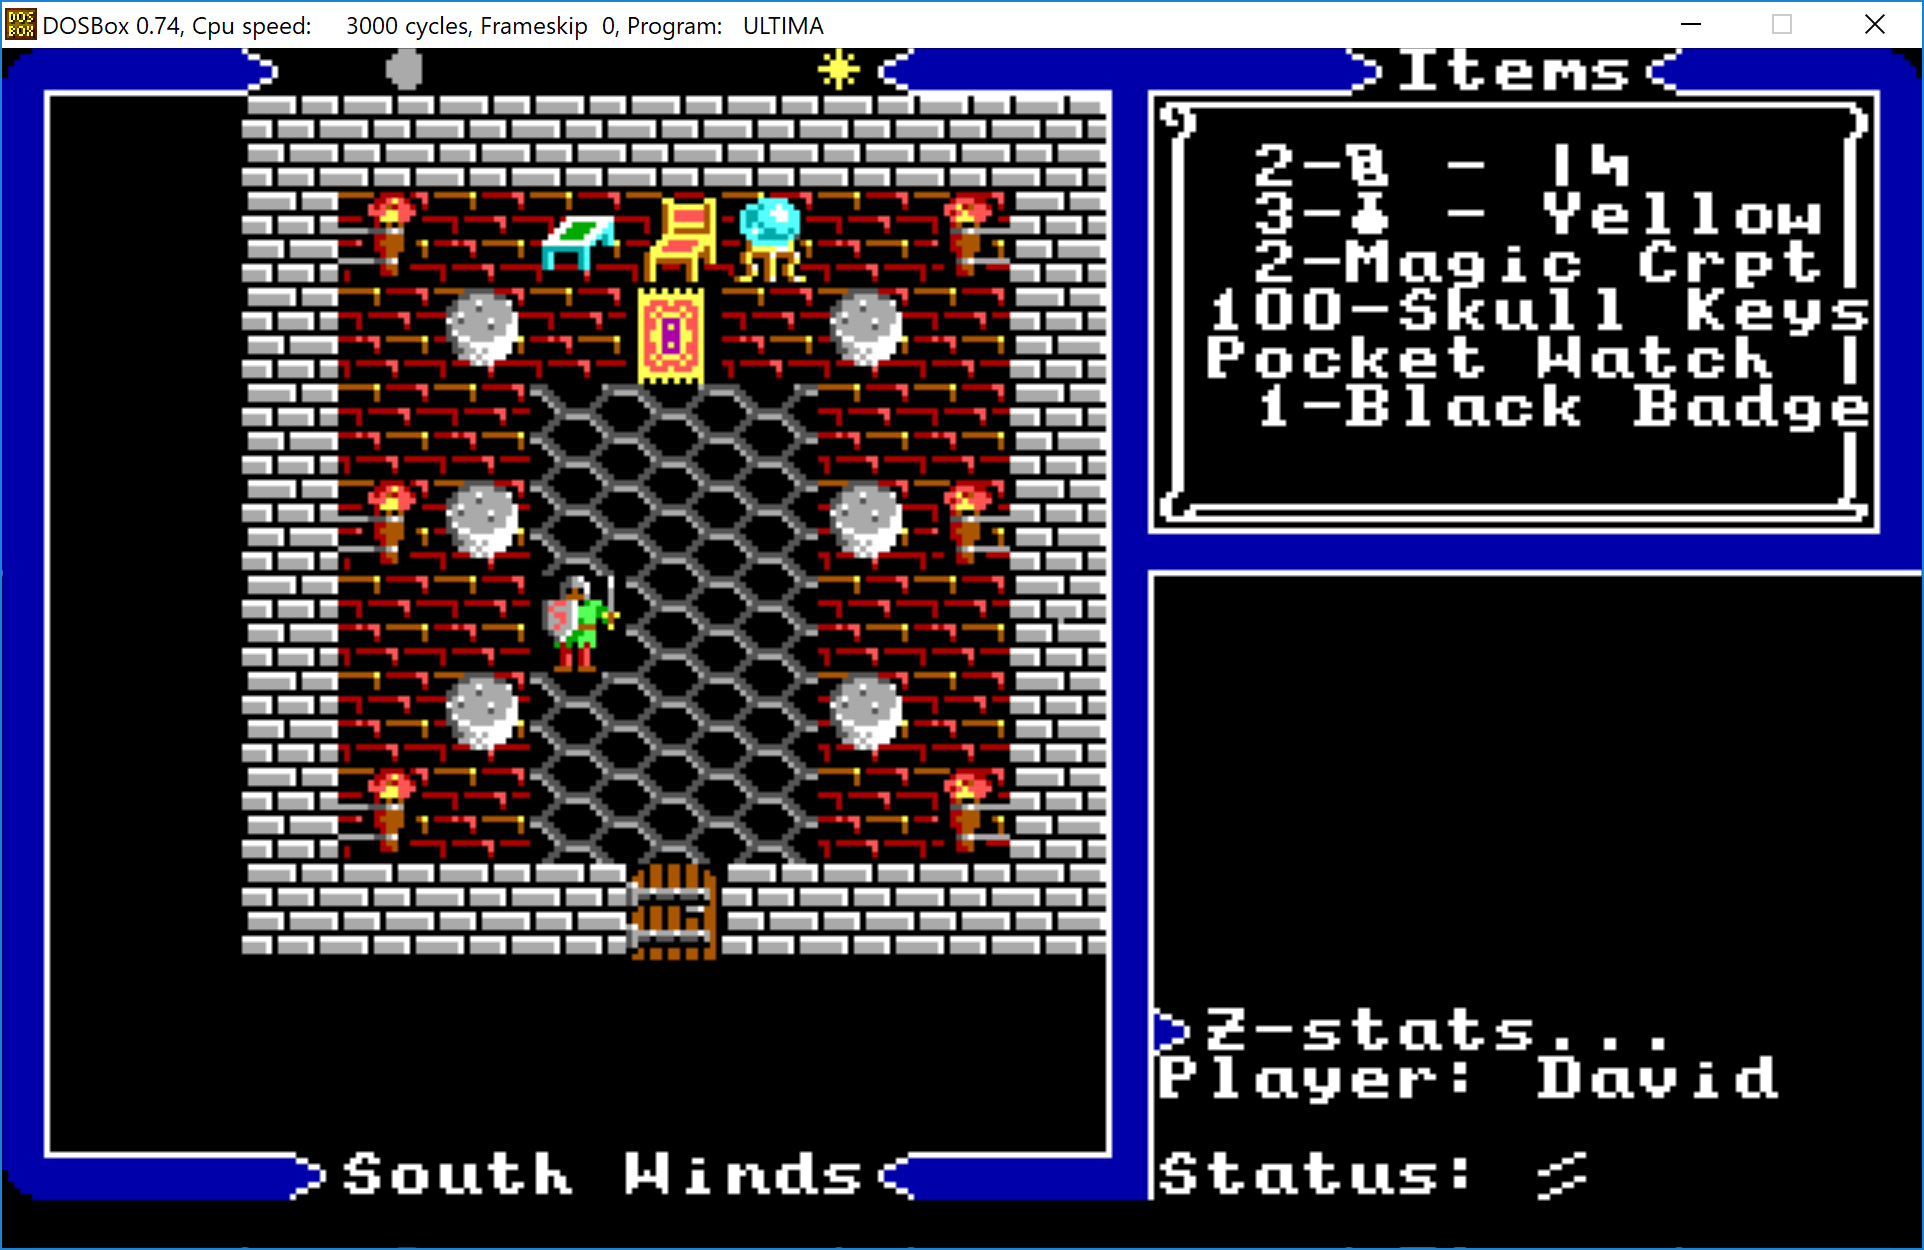 DOSBox 0.74, Cpu speed: 3000 cycles, Frameskip 0, Program: ULTIMA
Items
2- -
3- - Yellow
2-Magic Crpt
100-Skull Keys
Pocket Watch
1-Black Badge
Z-stats...
Player: David
Status:
South Winds